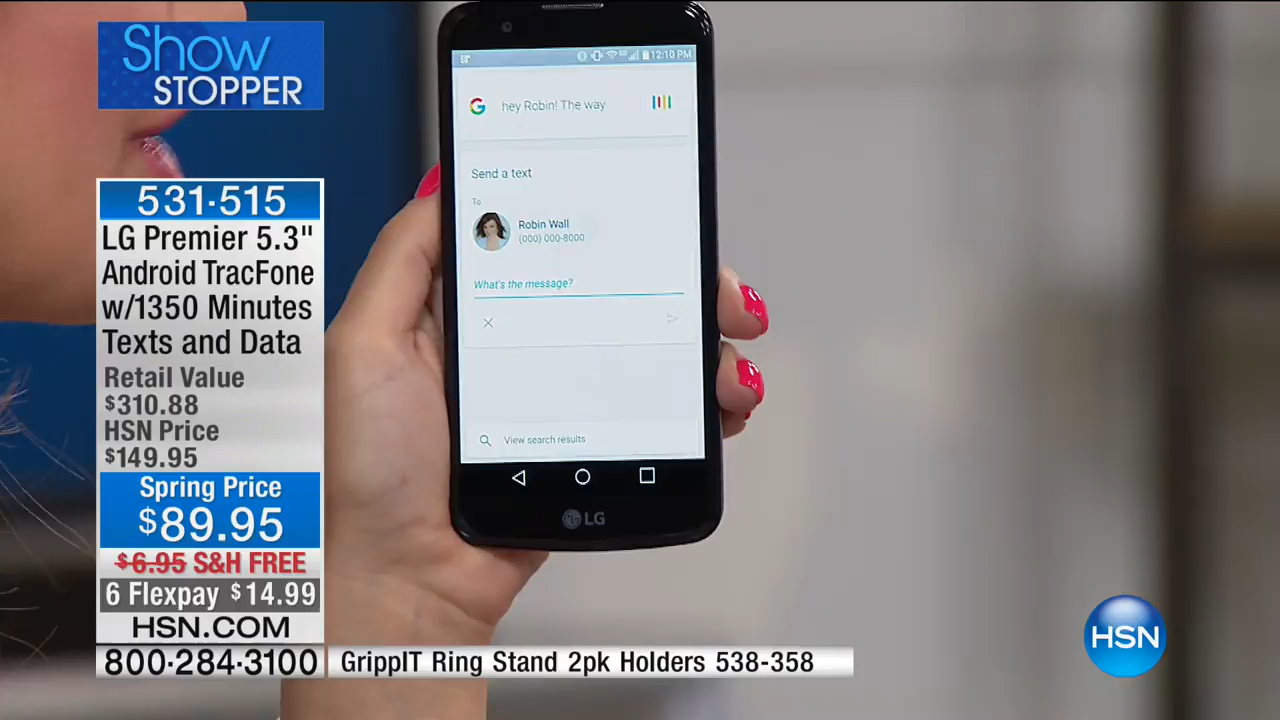 Show
STOPPER
531-515
LG Premier 5.3"
Android TracFone
w/1350 Minutes
Texts and Data
Retail Value
$310.88
HSN Price
$149.95
Spring Price
$89.95
$6.95 S&H FREE
6 Flexpay $14.99
HSN.COM
800·284·3100
GrippIT Ring Stand 2pk Holders 538-358
12:10 PM
G hey Robin! The way
Send a text
To
Robin Wall
(000) 000-8000
What's the message?
View search results
LG
HSN